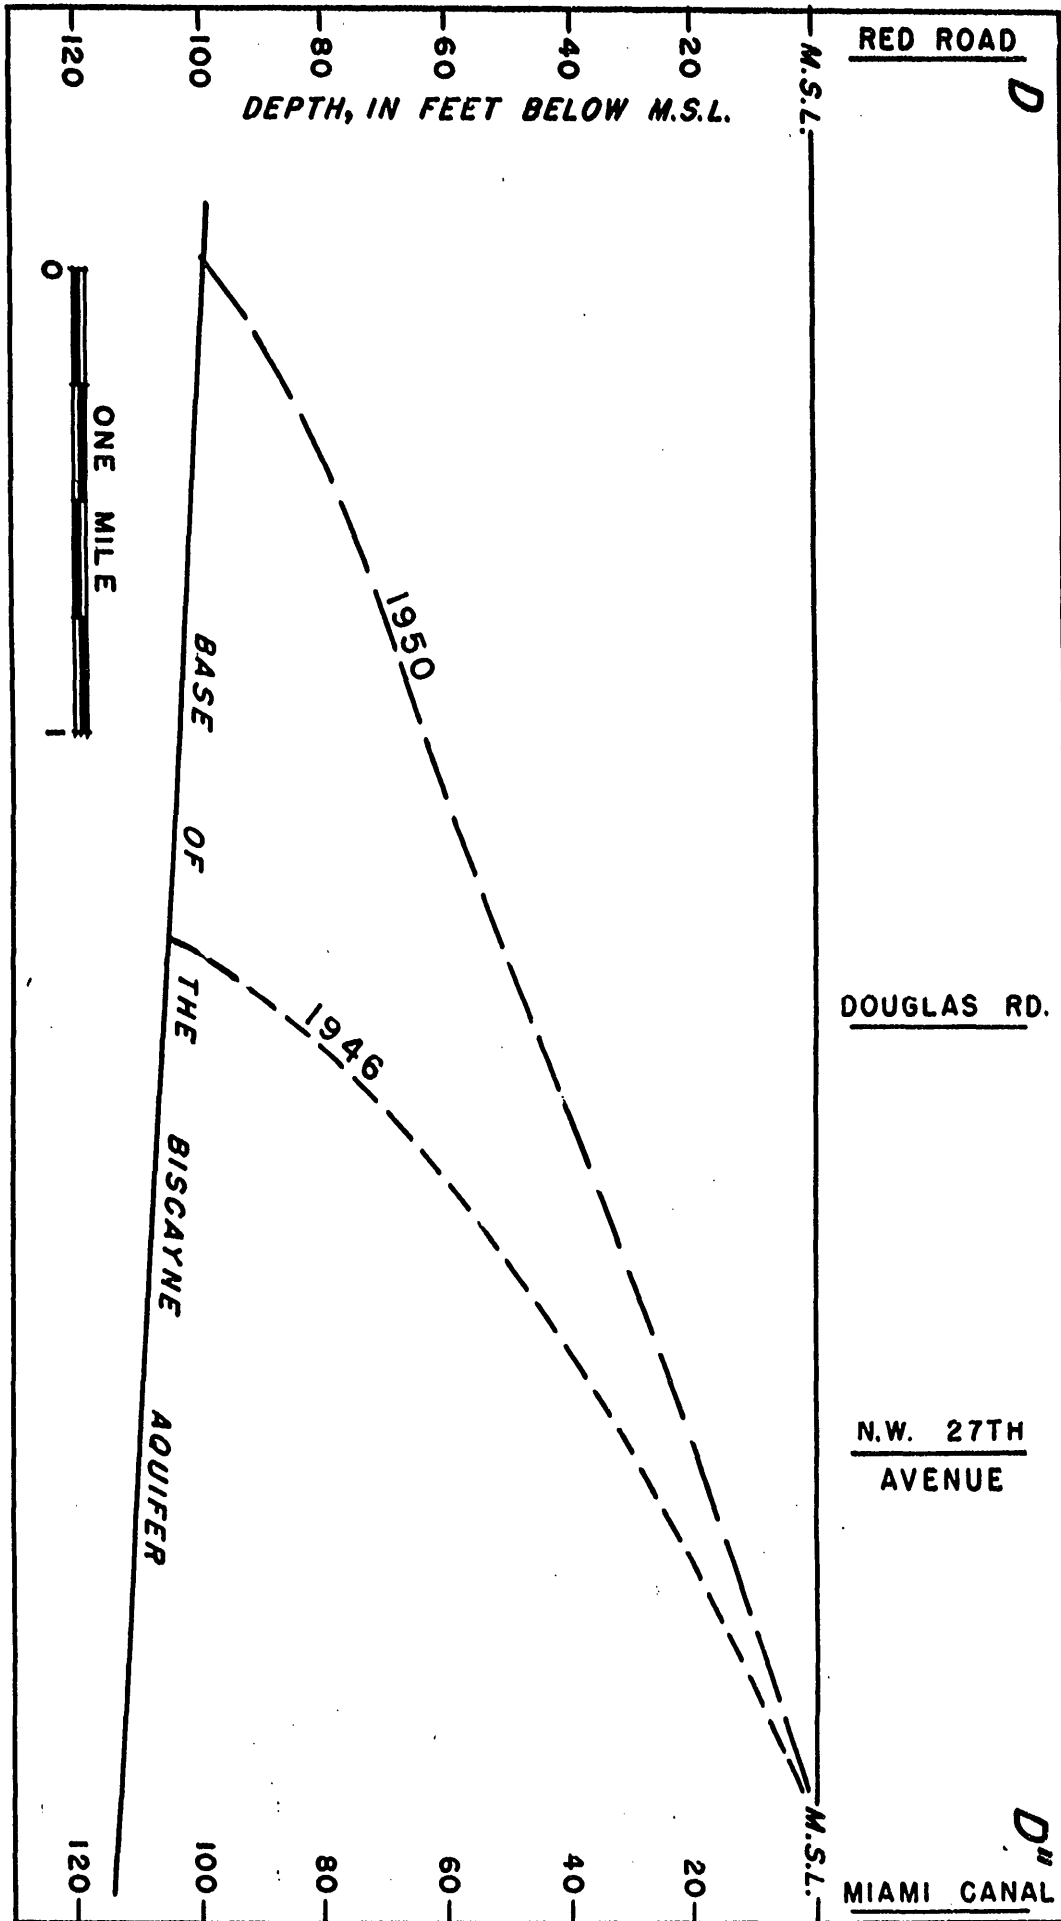 RED ROAD
D
M.S.L.
20
40
60
80
100
120
DEPTH, IN FEET BELOW M.S.L.
0
1
ONE MILE
1950
1946
BASE OF THE BISCAYNE AQUIFER
DOUGLAS RD.
N.W. 27TH
AVENUE
D"
MIAMI CANAL
M.S.L.
20
40
60
80
100
120